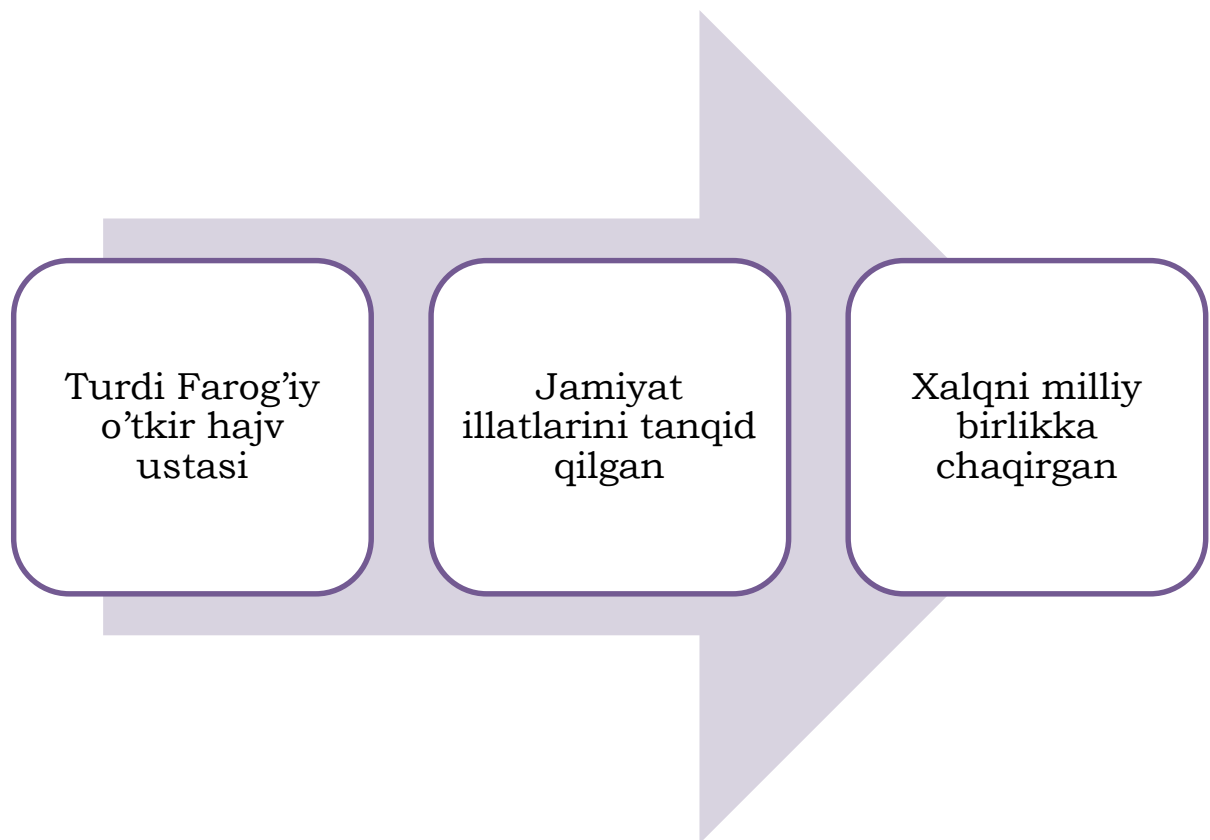 Turdi Farog’iy
o’tkir hajv
ustasi
Jamiyat
illatlarini tanqid
qilgan
Xalqni milliy
birlikka
chaqirgan